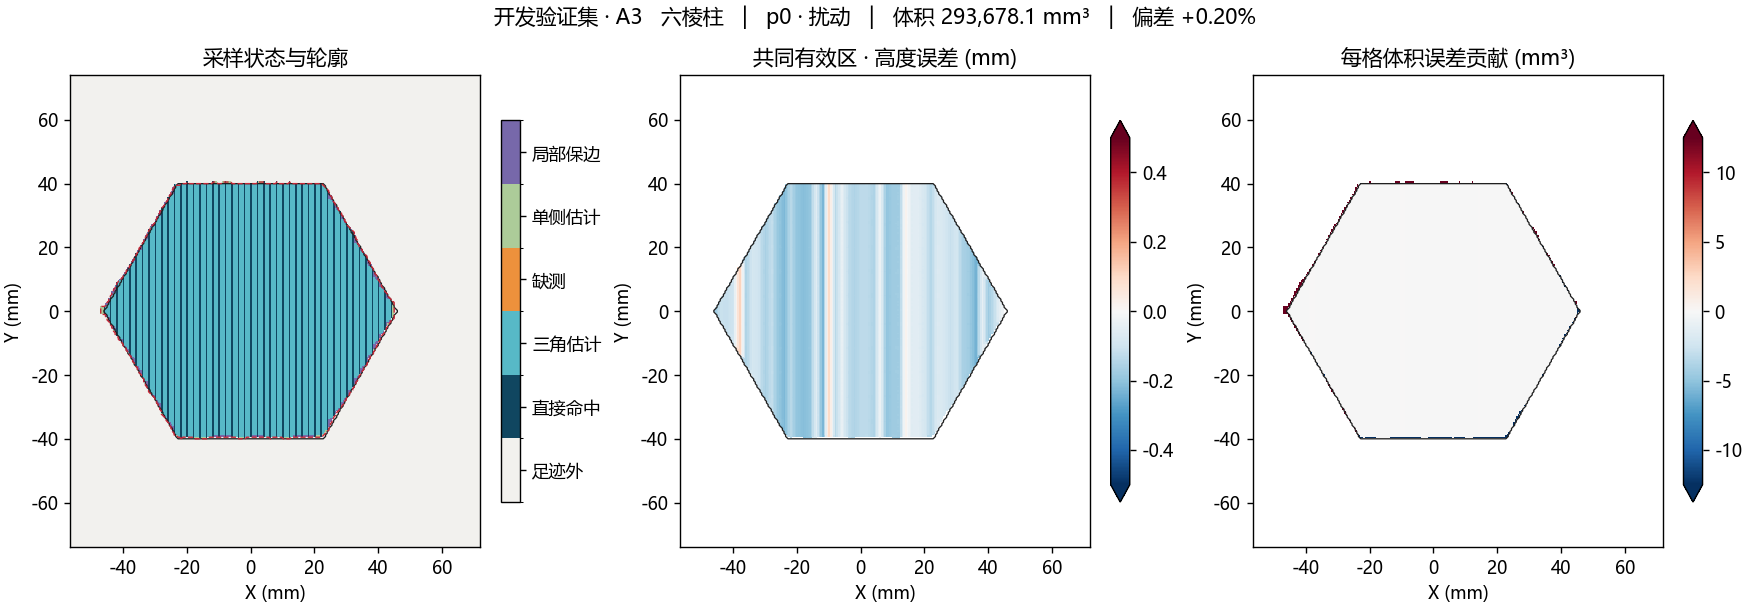 开发验证集 · A3 六棱柱 | p0 · 扰动 | 体积 293,678.1 mm³ | 偏差 +0.20%
采样状态与轮廓
60
40
20
0
-20
-40
-60
Y (mm)
-40 -20 0 20 40 60
X (mm)
局部保边
单侧估计
缺测
三角估计
直接命中
足迹外
共同有效区 · 高度误差 (mm)
60
40
20
0
-20
-40
-60
Y (mm)
-40 -20 0 20 40 60
X (mm)
0.4
0.2
0.0
-0.2
-0.4
每格体积误差贡献 (mm³)
60
40
20
0
-20
-40
-60
Y (mm)
-40 -20 0 20 40 60
X (mm)
10
5
0
-5
-10